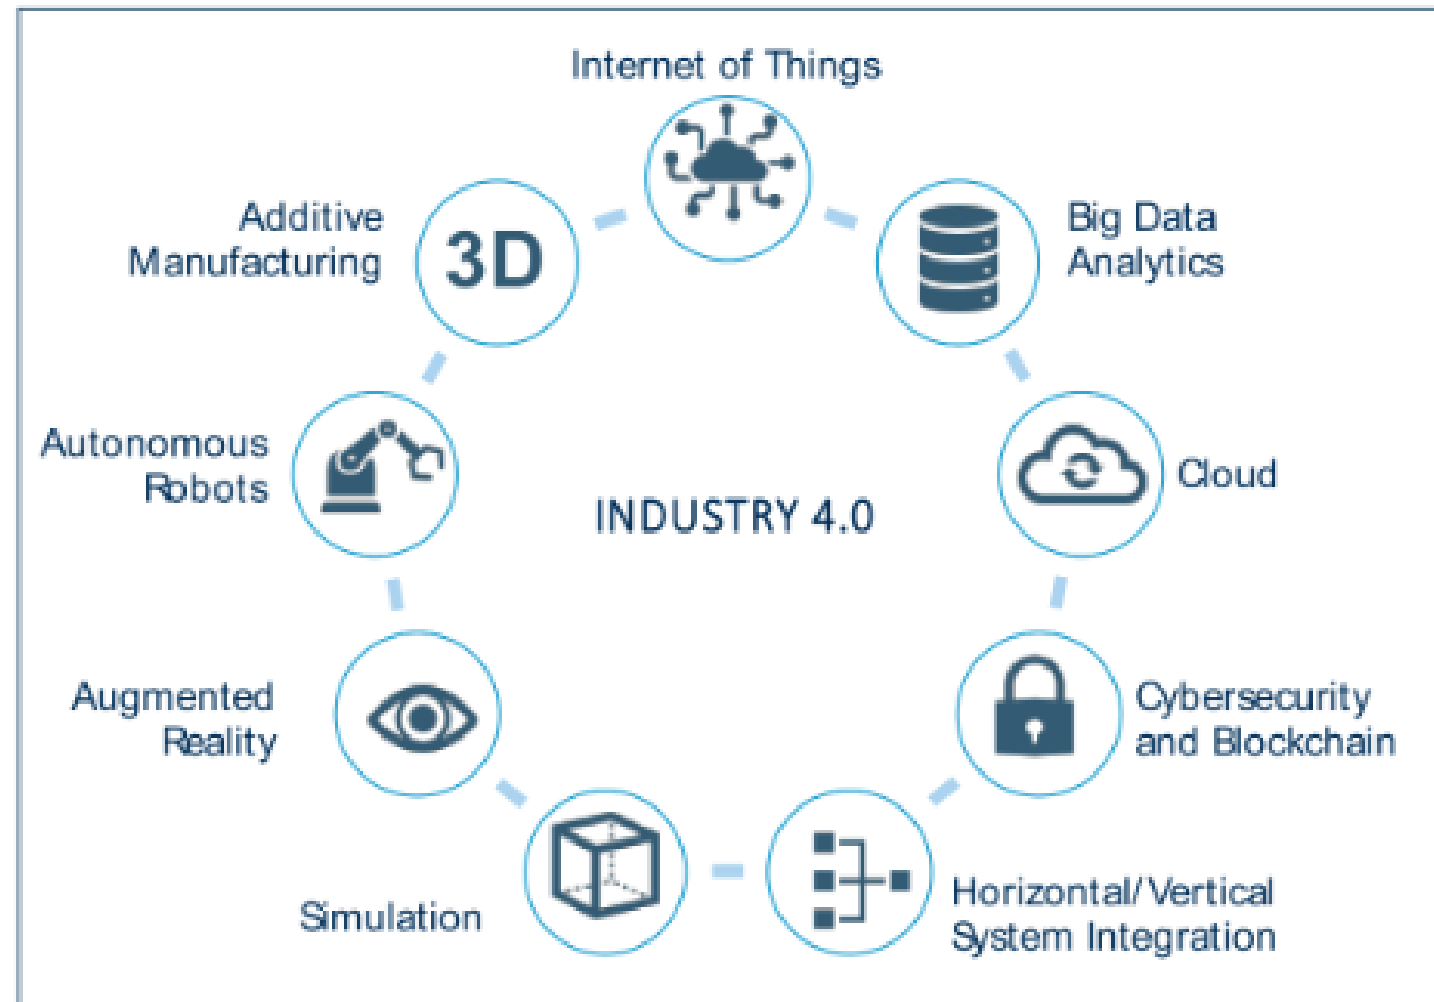 Internet of Things
Big Data
Analytics
Additive
Manufacturing
3D
Autonomous
Robots
Cloud
INDUSTRY 4.0
Augmented
Reality
Cybersecurity
and Blockchain
Simulation
Horizontal/Vertical
System Integration